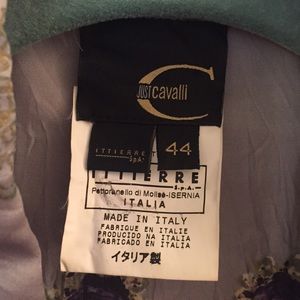 JUST cavalli
ITTIERRE
S.p.A.
44
ITTIERRE
S.p.A.
Pettoranello di Molise-ISERNIA
ITALIA
MADE IN ITALY
FABRIQUE EN ITALIE
PRODUCIDO NA ITALIA
FABRICADO EN ITALIA
イタリア製